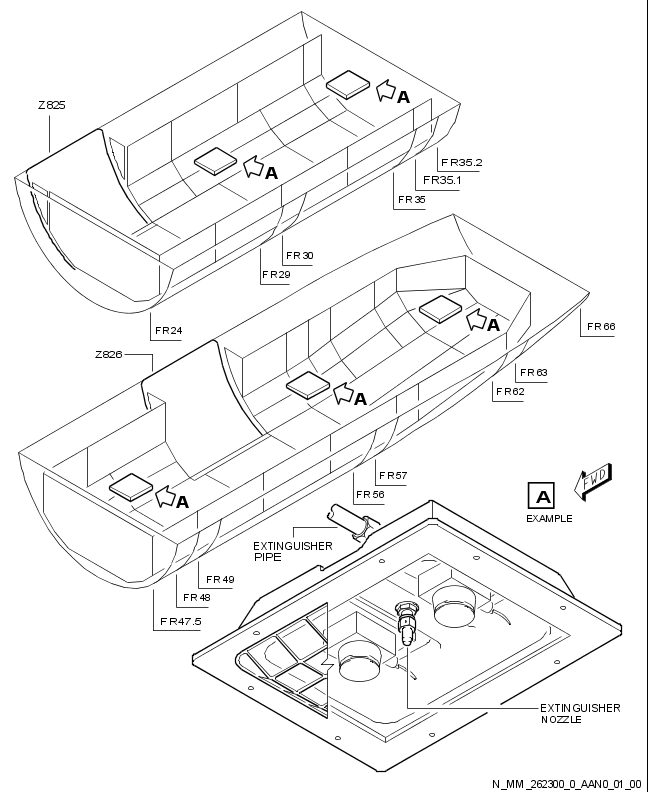 Z825
A
A
FR35.2
FR35.1
FR35
FR30
FR29
FR24
Z826
A
A
A
FR66
FR63
FR62
FR57
FR56
FR49
FR48
FR47.5
A
EXAMPLE
FWD
EXTINGUISHER
PIPE
EXTINGUISHER
NOZZLE
N_MM_262300_0_AAN0_01_00